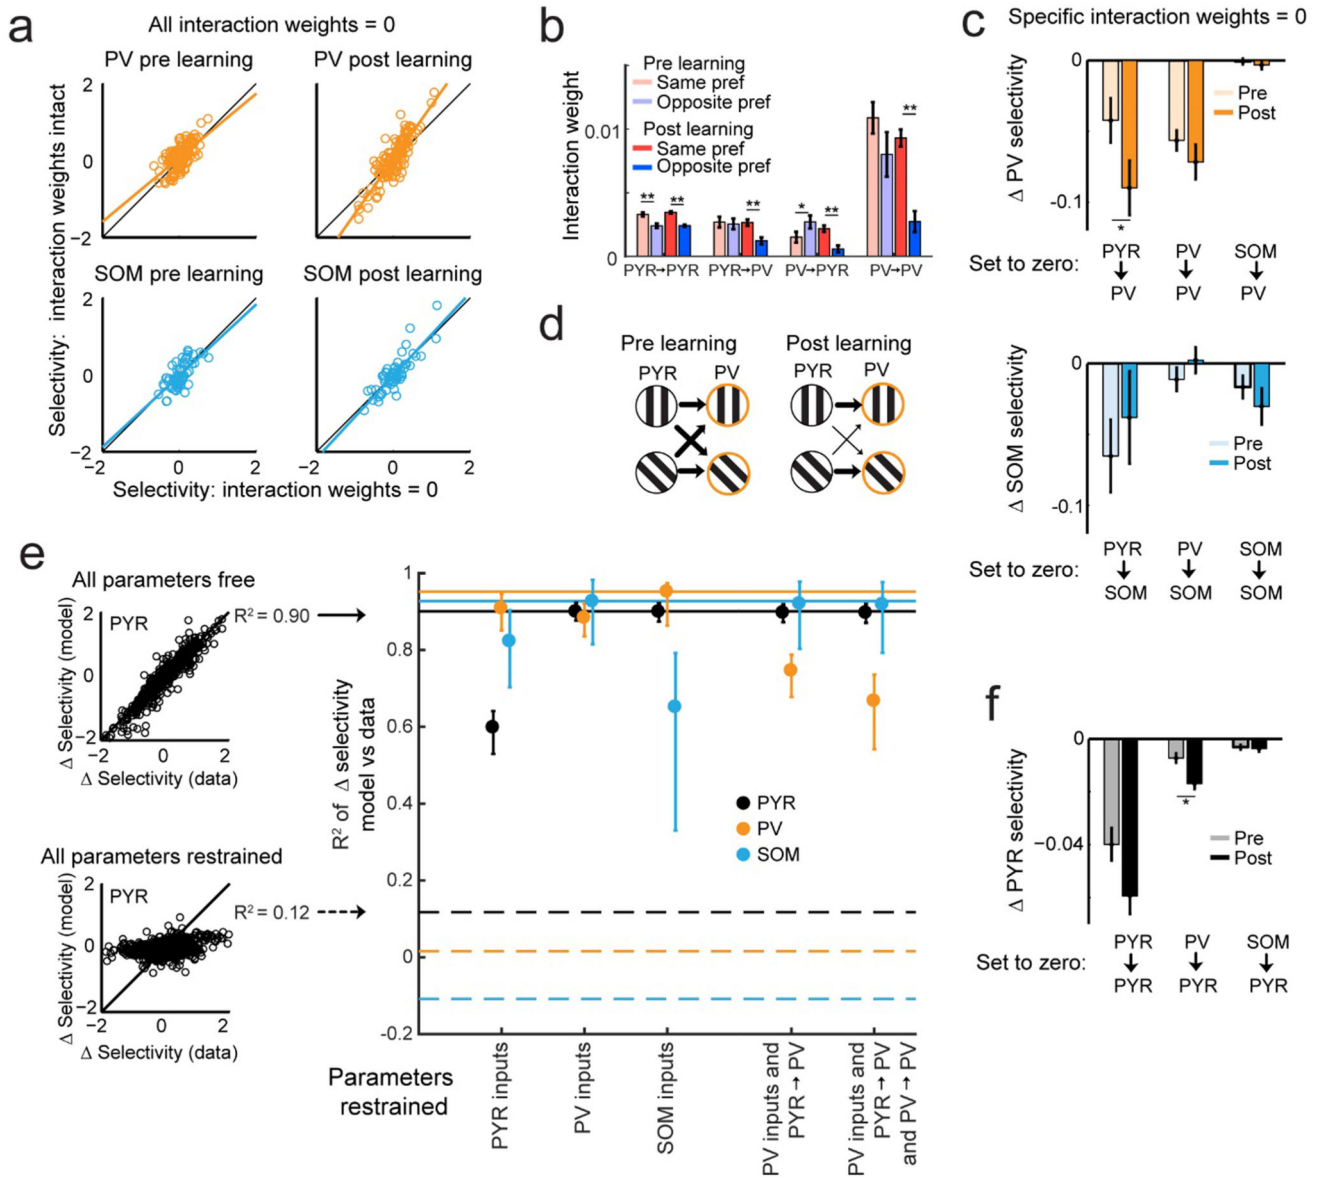 a
All interaction weights = 0
PV pre learning
PV post learning
Selectivity: interaction weights intact
2
0
−2
SOM pre learning
SOM post learning
2
0
−2
−2
0
2
−2
0
2
Selectivity: interaction weights = 0
b
Interaction weight
0.01
0
Pre learning
Same pref
Opposite pref
Post learning
Same pref
Opposite pref
**
**
**
*
**
**
PYR→PYR
PYR→PV
PV→PYR
PV→PV
c
Specific interaction weights = 0
Δ PV selectivity
0
-0.1
Pre
Post
*
Set to zero:
PYR
PV
SOM
PV
PV
PV
Δ SOM selectivity
0
-0.1
Pre
Post
Set to zero:
PYR
PV
SOM
SOM
SOM
SOM
d
Pre learning
Post learning
PYR
PV
PYR
PV
e
All parameters free
Δ Selectivity (model)
2
0
−2
PYR
R² = 0.90
−2
0
2
Δ Selectivity (data)
All parameters restrained
Δ Selectivity (model)
2
0
−2
PYR
R² = 0.12
−2
0
2
Δ Selectivity (data)
R² of Δ selectivity
model vs data
1
0.8
0.6
0.4
0.2
0
-0.2
PYR
PV
SOM
Parameters
restrained
PYR inputs
PV inputs
SOM inputs
PV inputs and
PYR→PV
PV inputs and
PYR→PV
and PV→PV
f
Δ PYR selectivity
0
−0.04
*
Pre
Post
Set to zero:
PYR
PV
SOM
PYR
PYR
PYR